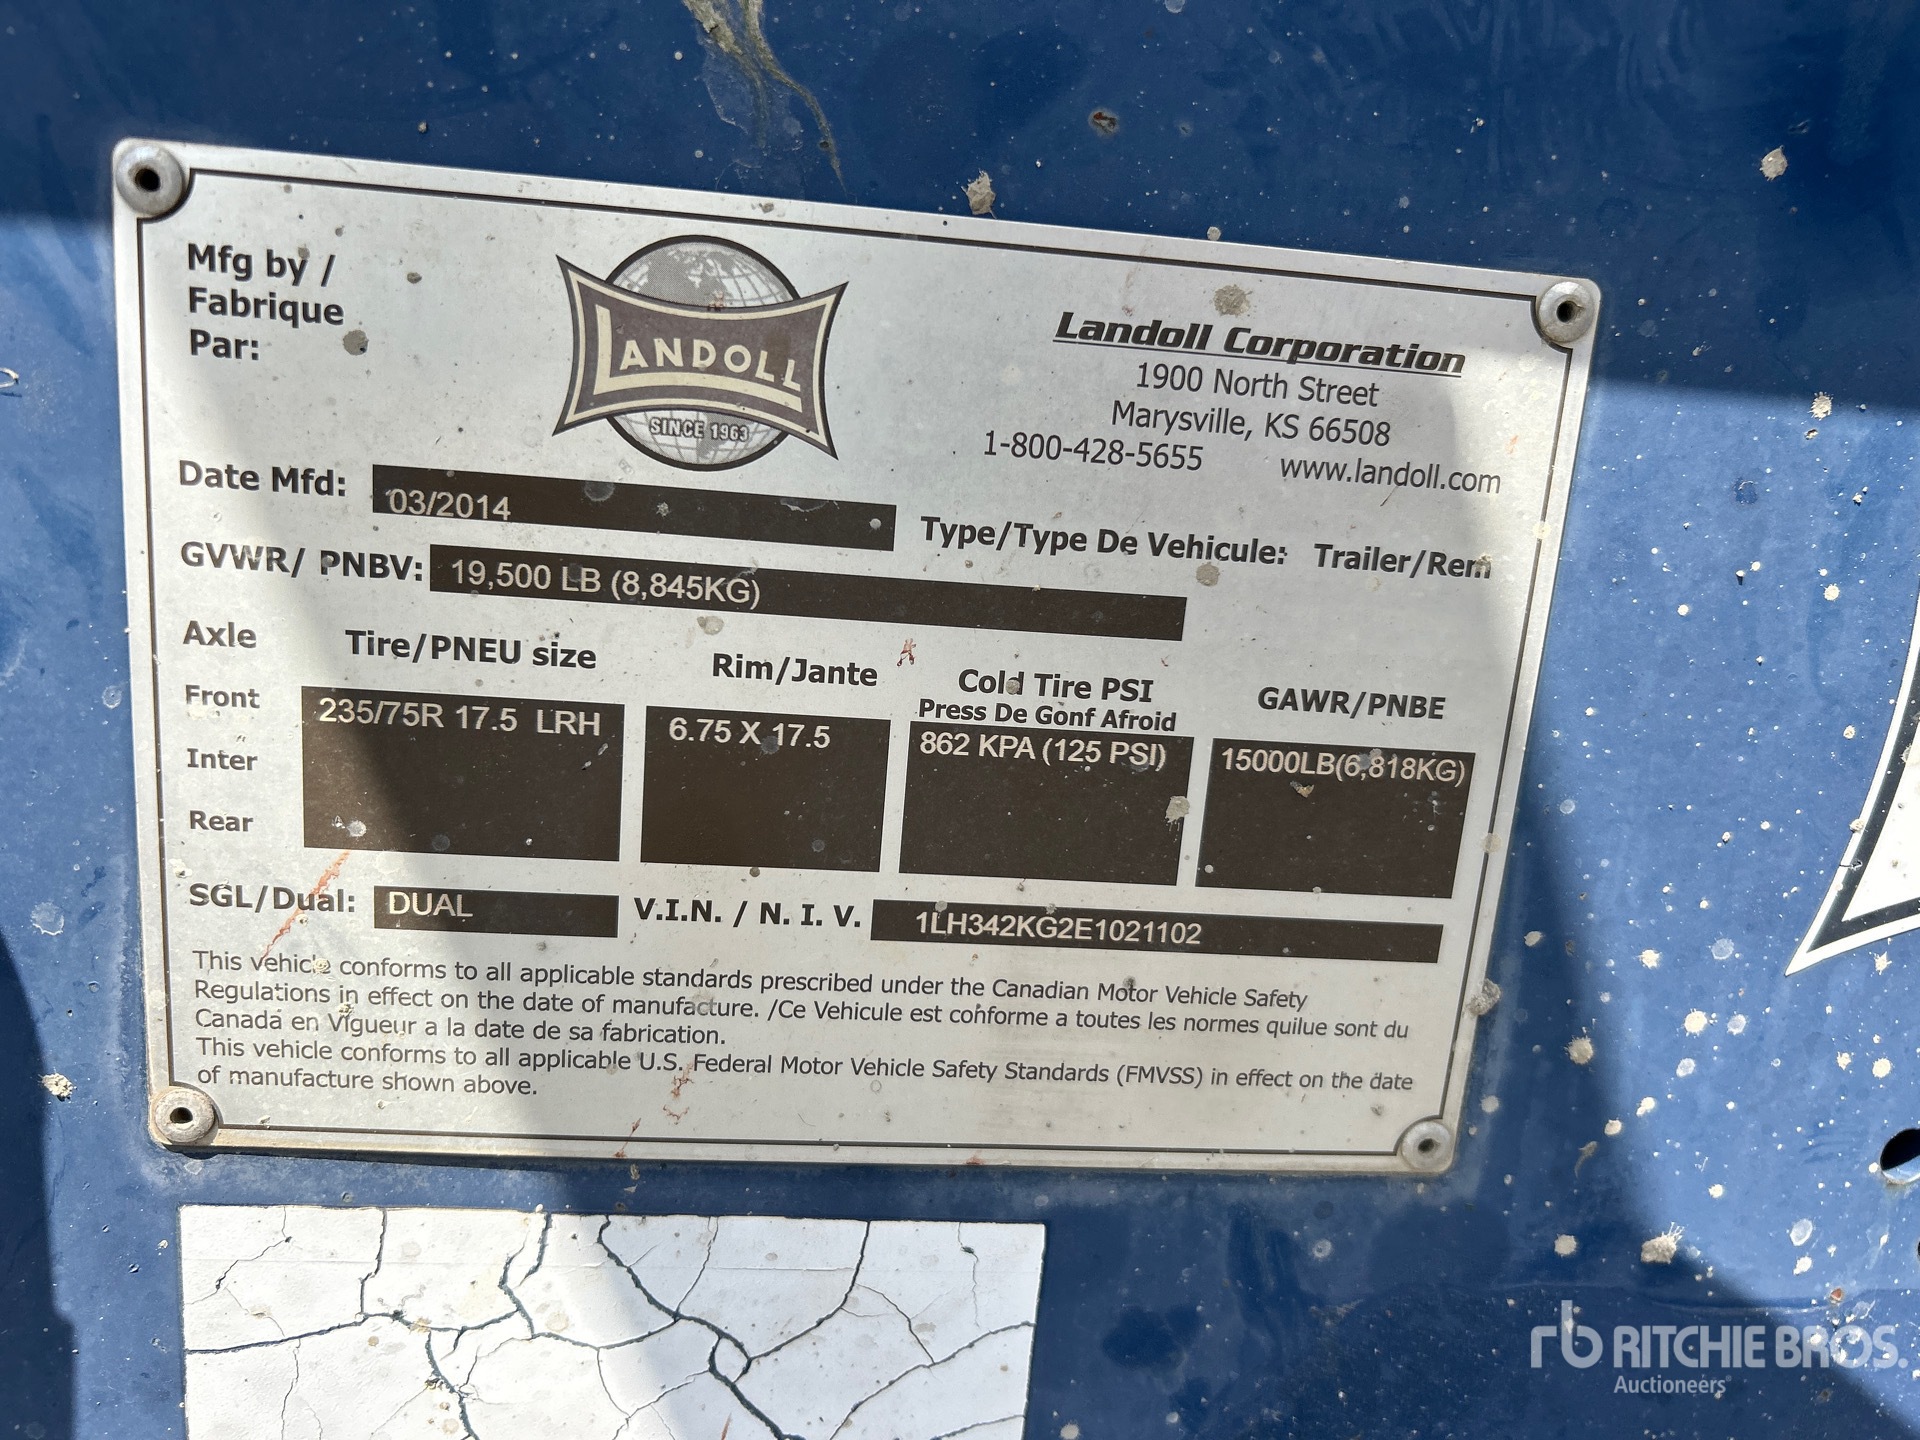 Mfg by /
Fabrique
Par:
LANDOLL
SINCE 1963
Landoll Corporation
1900 North Street
Marysville, KS 66508
1-800-428-5655 www.landoll.com
Date Mfd: 03/2014
Type/Type De Vehicule: Trailer/Rem
GVWR/ PNBV: 19,500 LB (8,845KG)
Axle Tire/PNEU size Rim/Jante Cold Tire PSI GAWR/PNBE
Press De Gonf Afroid
Front 235/75R 17.5 LRH 6.75 X 17.5 862 KPA (125 PSI) 15000LB(6,818KG)
Inter
Rear
SGL/Dual: DUAL V.I.N. / N. I. V. 1LH342KG2E1021102
This vehicle conforms to all applicable standards prescribed under the Canadian Motor Vehicle Safety
Regulations in effect on the date of manufacture. /Ce Vehicule est conforme a toutes les normes quilue sont du
Canada en Vigueur a la date de sa fabrication.
This vehicle conforms to all applicable U.S. Federal Motor Vehicle Safety Standards (FMVSS) in effect on the date
of manufacture shown above.
rb RITCHIE BROS.
Auctioneers